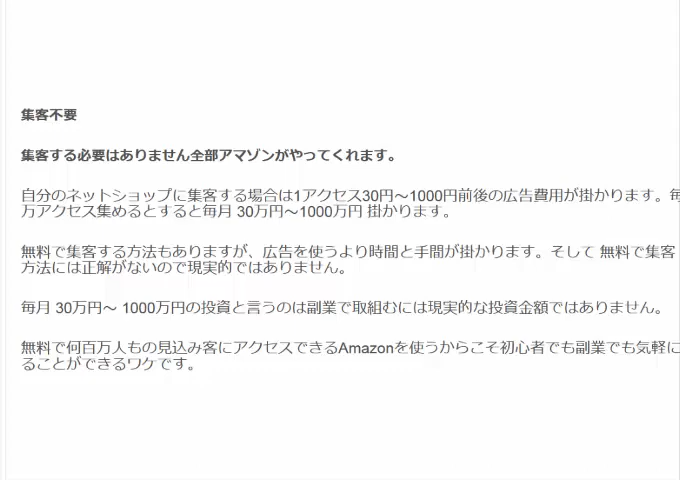 集客不要
集客する必要はありません全部アマゾンがやってくれます。
自分のネットショップに集客する場合は1アクセス30円～1000円前後の広告費用が掛かります。毎
万アクセス集めるとすると毎月 30万円～1000万円 掛かります。
無料で集客する方法もありますが、広告を使うより時間と手間が掛かります。そして 無料で集客
方法には正解がないので現実的ではありません。
毎月 30万円～ 1000万円の投資と言うのは副業で取組むには現実的な投資金額ではありません。
無料で何百万人もの見込み客にアクセスできるAmazonを使うからこそ初心者でも副業でも気軽に
ることができるワケです。